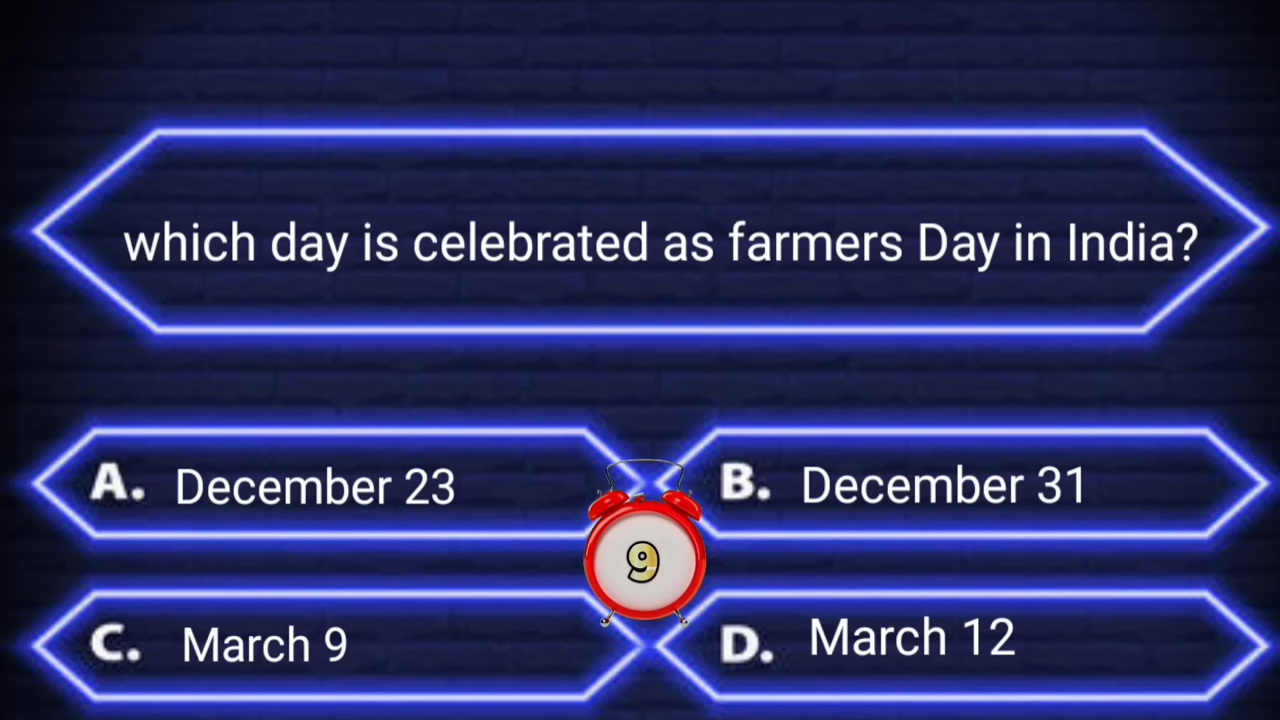 which day is celebrated as farmers Day in India?
A. December 23
B. December 31
9
C. March 9
D. March 12